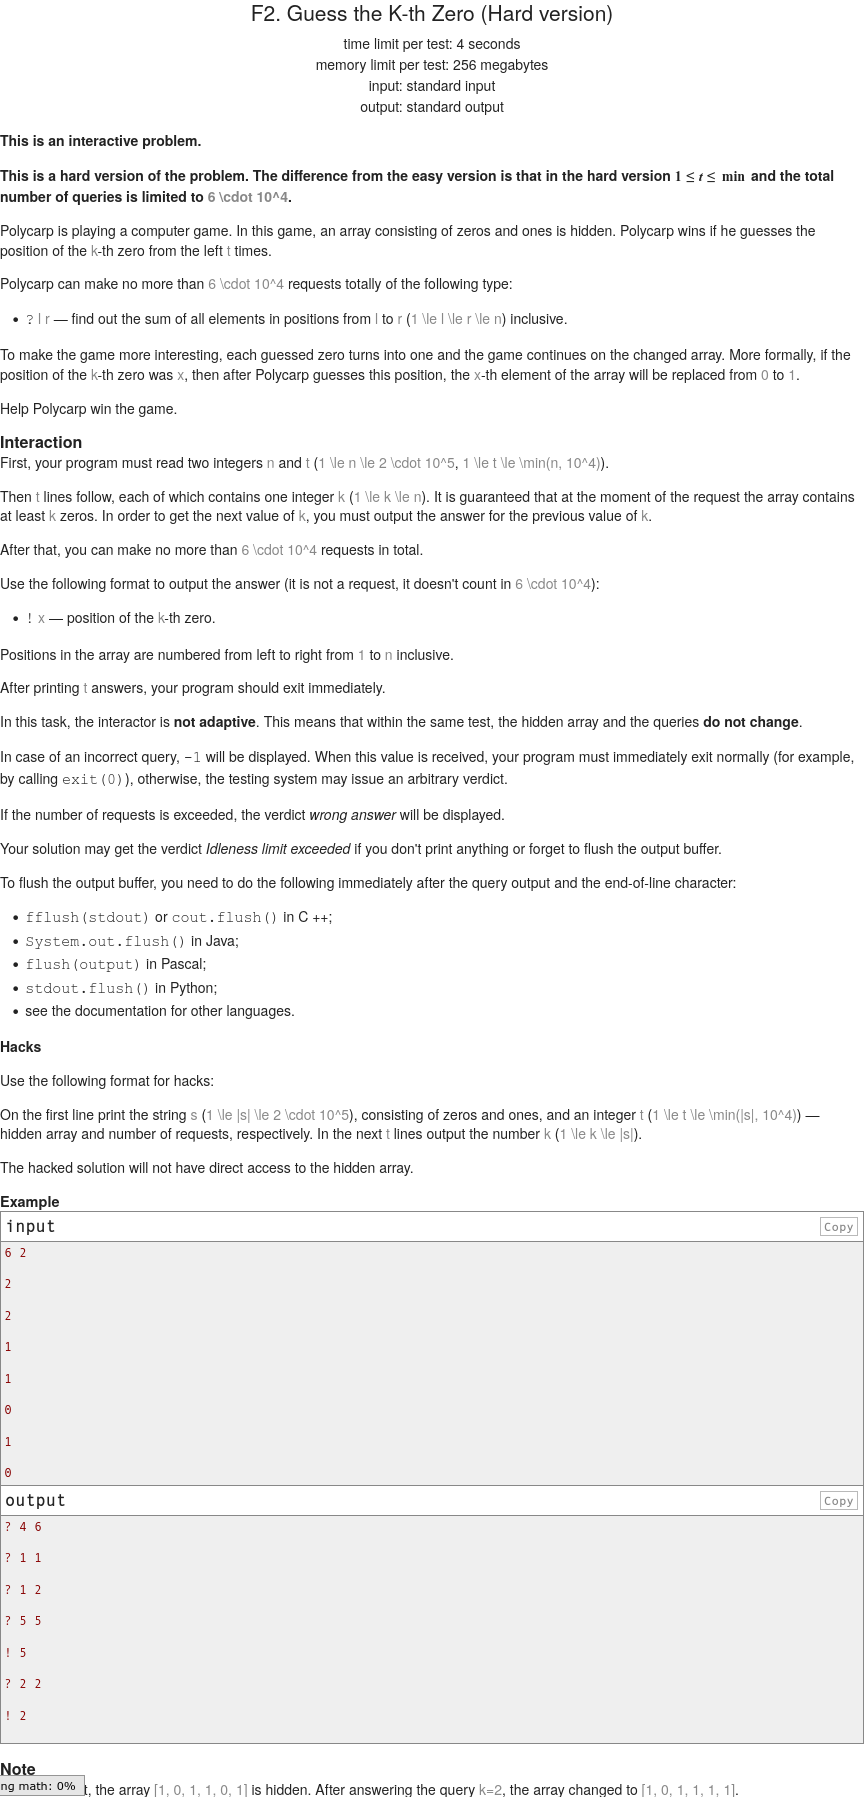 F2. Guess the K-th Zero (Hard version)
time limit per test: 4 seconds
memory limit per test: 256 megabytes
input: standard input
output: standard output
This is an interactive problem.
This is a hard version of the problem. The difference from the easy version is that in the hard version 1 ≤ t ≤ min and the total
number of queries is limited to 6 \cdot 10^4.
Polycarp is playing a computer game. In this game, an array consisting of zeros and ones is hidden. Polycarp wins if he guesses the
position of the k-th zero from the left t times.
Polycarp can make no more than 6 \cdot 10^4 requests totally of the following type:
• ? l r — find out the sum of all elements in positions from l to r (1 \le l \le r \le n) inclusive.
To make the game more interesting, each guessed zero turns into one and the game continues on the changed array. More formally, if the
position of the k-th zero was x, then after Polycarp guesses this position, the x-th element of the array will be replaced from 0 to 1.
Help Polycarp win the game.
Interaction
First, your program must read two integers n and t (1 \le n \le 2 \cdot 10^5, 1 \le t \le \min(n, 10^4)).
Then t lines follow, each of which contains one integer k (1 \le k \le n). It is guaranteed that at the moment of the request the array contains
at least k zeros. In order to get the next value of k, you must output the answer for the previous value of k.
After that, you can make no more than 6 \cdot 10^4 requests in total.
Use the following format to output the answer (it is not a request, it doesn't count in 6 \cdot 10^4):
• ! x — position of the k-th zero.
Positions in the array are numbered from left to right from 1 to n inclusive.
After printing t answers, your program should exit immediately.
In this task, the interactor is not adaptive. This means that within the same test, the hidden array and the queries do not change.
In case of an incorrect query, -1 will be displayed. When this value is received, your program must immediately exit normally (for example,
by calling exit(0)), otherwise, the testing system may issue an arbitrary verdict.
If the number of requests is exceeded, the verdict wrong answer will be displayed.
Your solution may get the verdict Idleness limit exceeded if you don't print anything or forget to flush the output buffer.
To flush the output buffer, you need to do the following immediately after the query output and the end-of-line character:
• fflush(stdout) or cout.flush() in C ++;
• System.out.flush() in Java;
• flush(output) in Pascal;
• stdout.flush() in Python;
• see the documentation for other languages.
Hacks
Use the following format for hacks:
On the first line print the string s (1 \le |s| \le 2 \cdot 10^5), consisting of zeros and ones, and an integer t (1 \le t \le \min(|s|, 10^4)) —
hidden array and number of requests, respectively. In the next t lines output the number k (1 \le k \le |s|).
The hacked solution will not have direct access to the hidden array.
Example
input Copy
6 2
2
2
1
1
0
1
0
output Copy
? 4 6
? 1 1
? 1 2
? 5 5
! 5
? 2 2
! 2
Note
ng math: 0% t, the array [1, 0, 1, 1, 0, 1] is hidden. After answering the query k=2, the array changed to [1, 0, 1, 1, 1, 1].